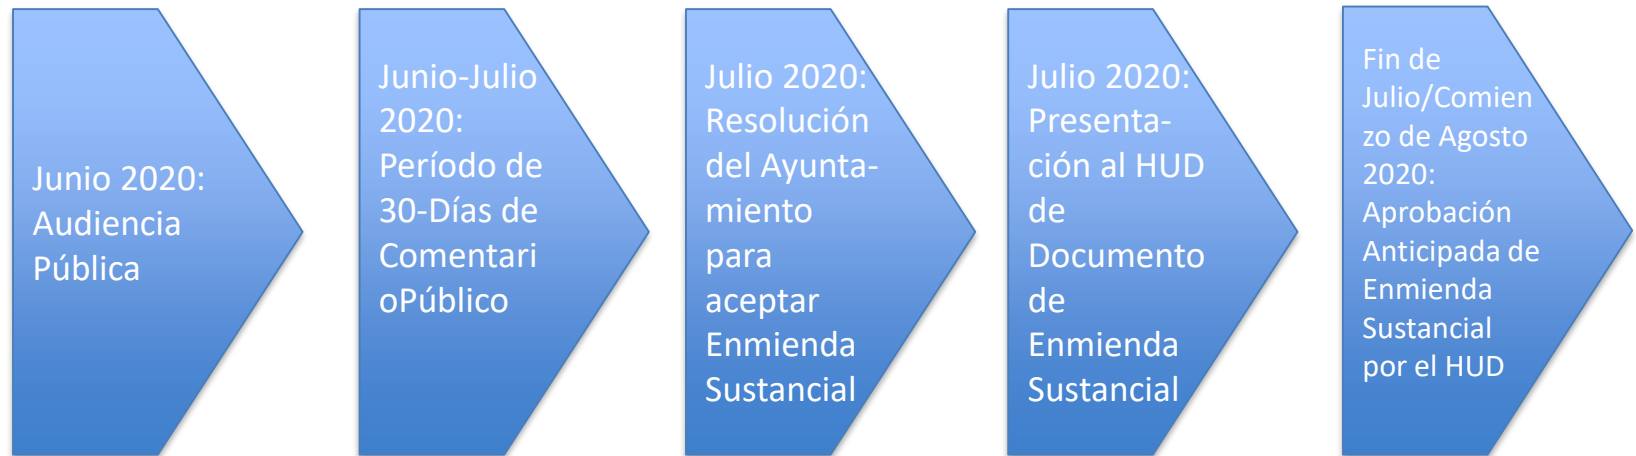 Junio 2020:
Audiencia
Pública
Junio-Julio
2020:
Período de
30-Días de
Comentari
oPúblico
Julio 2020:
Resolución
del Ayunta-
miento
para
aceptar
Enmienda
Sustancial
Julio 2020:
Presenta-
ción al HUD
de
Documento
de
Enmienda
Sustancial
Fin de
Julio/Comien
zo de Agosto
2020:
Aprobación
Anticipada de
Enmienda
Sustancial
por el HUD